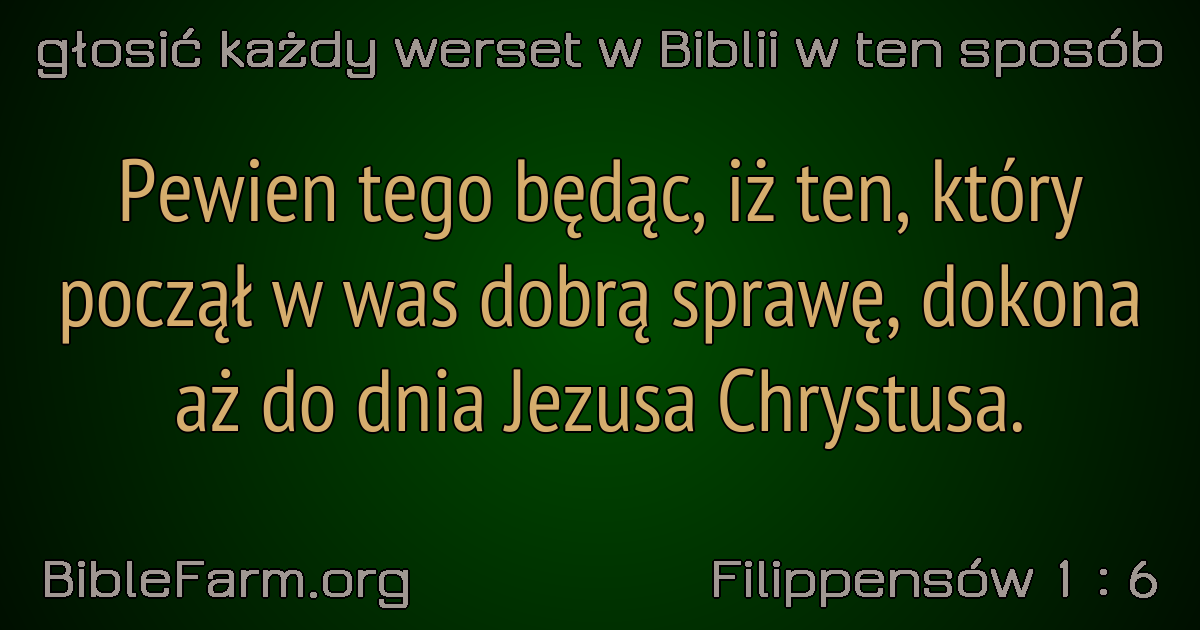 głosić każdy werset w Biblii w ten sposób
Pewien tego będąc, iż ten, który
począł w was dobrą sprawę, dokona
aż do dnia Jezusa Chrystusa.
BibleFarm.org
Filippensów 1 : 6